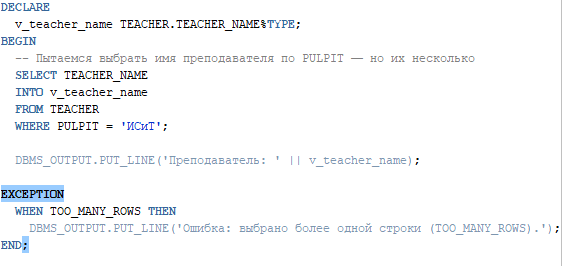 DECLARE
v_teacher_name TEACHER.TEACHER_NAME%TYPE;
BEGIN
-- Пытаемся выбрать имя преподавателя по PULPIT — но их несколько
SELECT TEACHER_NAME
INTO v_teacher_name
FROM TEACHER
WHERE PULPIT = 'ИСиТ';
DBMS_OUTPUT.PUT_LINE('Преподаватель: ' || v_teacher_name);
EXCEPTION
WHEN TOO_MANY_ROWS THEN
DBMS_OUTPUT.PUT_LINE('Ошибка: выбрано более одной строки (TOO_MANY_ROWS).');
END;